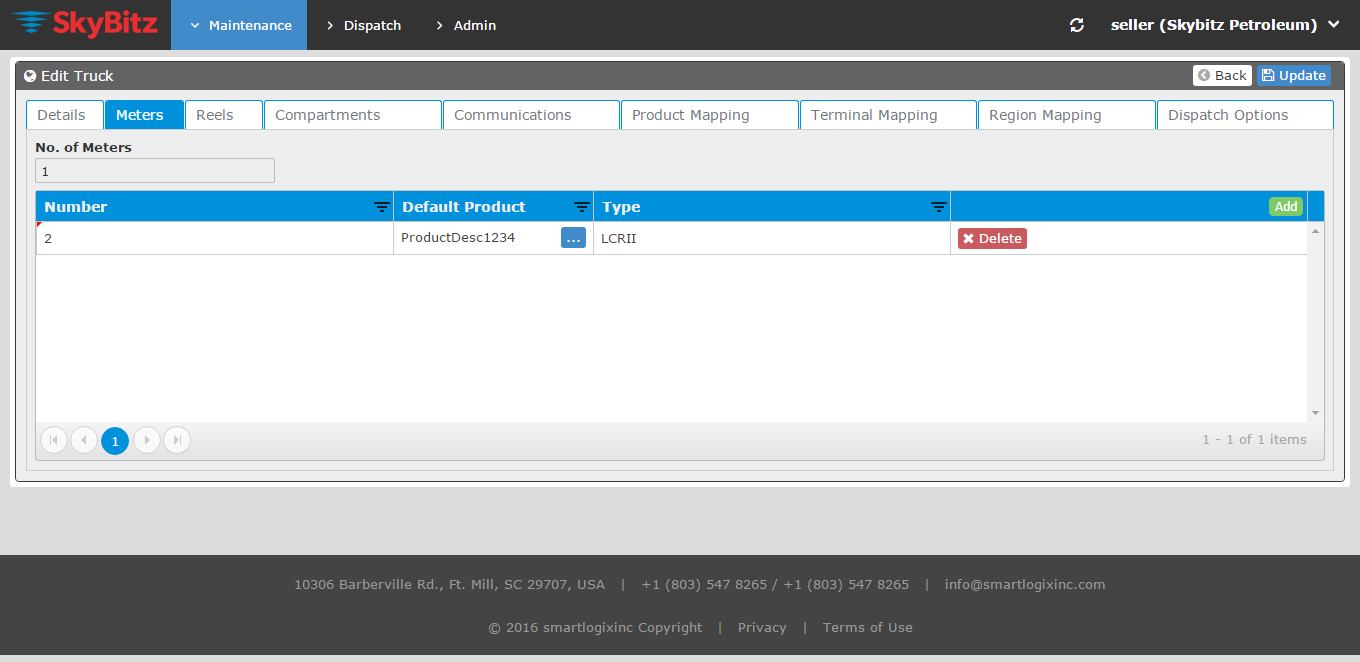 SkyBitz Maintenance Dispatch Admin seller (Skybitz Petroleum)
Edit Truck Back Update
Details Meters Reels Compartments Communications Product Mapping Terminal Mapping Region Mapping Dispatch Options
No. of Meters
1
Number Default Product Type Add
2 ProductDesc1234 ... LCRII Delete
1 1 - 1 of 1 items
10306 Barberville Rd., Ft. Mill, SC 29707, USA | +1 (803) 547 8265 / +1 (803) 547 8265 | info@smartlogixinc.com
© 2016 smartlogixinc Copyright | Privacy | Terms of Use